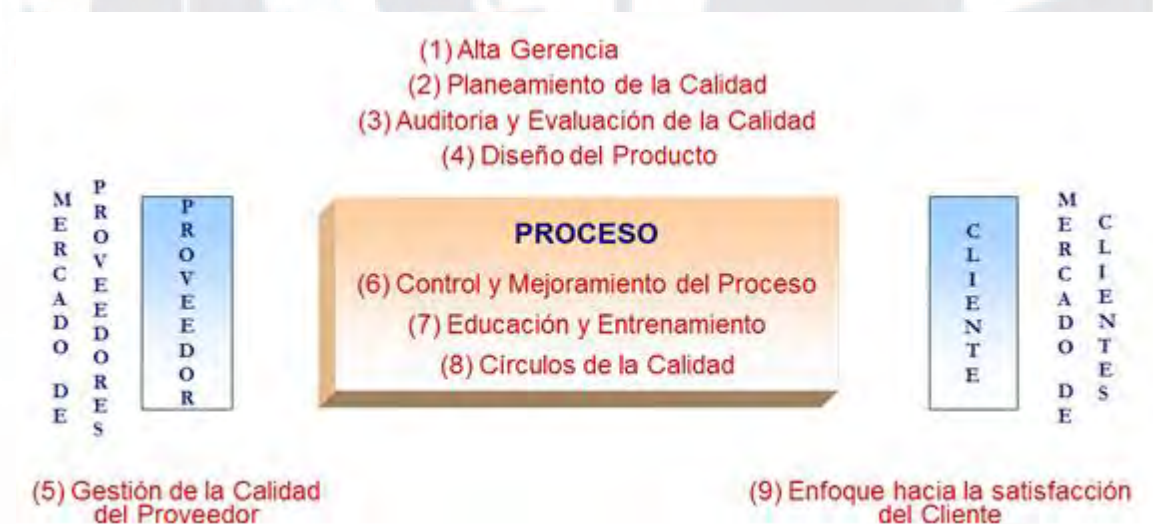 (1) Alta Gerencia
(2) Planeamiento de la Calidad
(3) Auditoria y Evaluación de la Calidad
(4) Diseño del Producto
MERCADO DE
PROVEEDORES
PROVEEDOR
PROCESO
(6) Control y Mejoramiento del Proceso
(7) Educación y Entrenamiento
(8) Círculos de la Calidad
CLIENTE
MERCADO DE
CLIENTES
(5) Gestión de la Calidad
del Proveedor
(9) Enfoque hacia la satisfacción
del Cliente